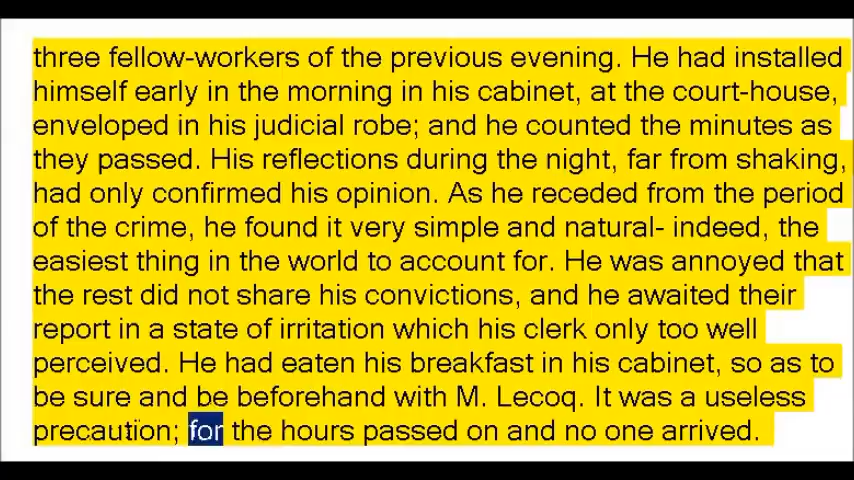 three fellow-workers of the previous evening. He had installed
himself early in the morning in his cabinet, at the court-house,
enveloped in his judicial robe; and he counted the minutes as
they passed. His reflections during the night, far from shaking,
had only confirmed his opinion. As he receded from the period
of the crime, he found it very simple and natural- indeed, the
easiest thing in the world to account for. He was annoyed that
the rest did not share his convictions, and he awaited their
report in a state of irritation which his clerk only too well
perceived. He had eaten his breakfast in his cabinet, so as to
be sure and be beforehand with M. Lecoq. It was a useless
precaution; for the hours passed on and no one arrived.